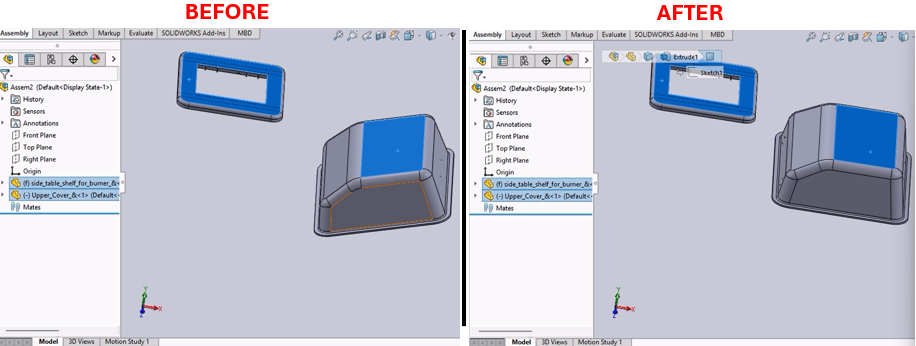 BEFORE
AFTER
Assembly Layout Sketch Markup Evaluate SOLIDWORKS Add-Ins MBD
Assem2 (Default<Display State-1>)
History
Sensors
Annotations
Front Plane
Top Plane
Right Plane
Origin
(f) side_table_shelf_for_burner_&<
(-) Upper_Cover_&<1> (Default<
Mates
Y
X
Z
Model 3D Views Motion Study 1
Assembly Layout Sketch Markup Evaluate SOLIDWORKS Add-Ins MBD
Extrude1
Sketch1
Assem2 (Default<Display State-1>)
History
Sensors
Annotations
Front Plane
Top Plane
Right Plane
Origin
(f) side_table_shelf_for_burner_&<
(-) Upper_Cover_&<1> (Default<
Mates
Y
X
Z
Model 3D Views Motion Study 1